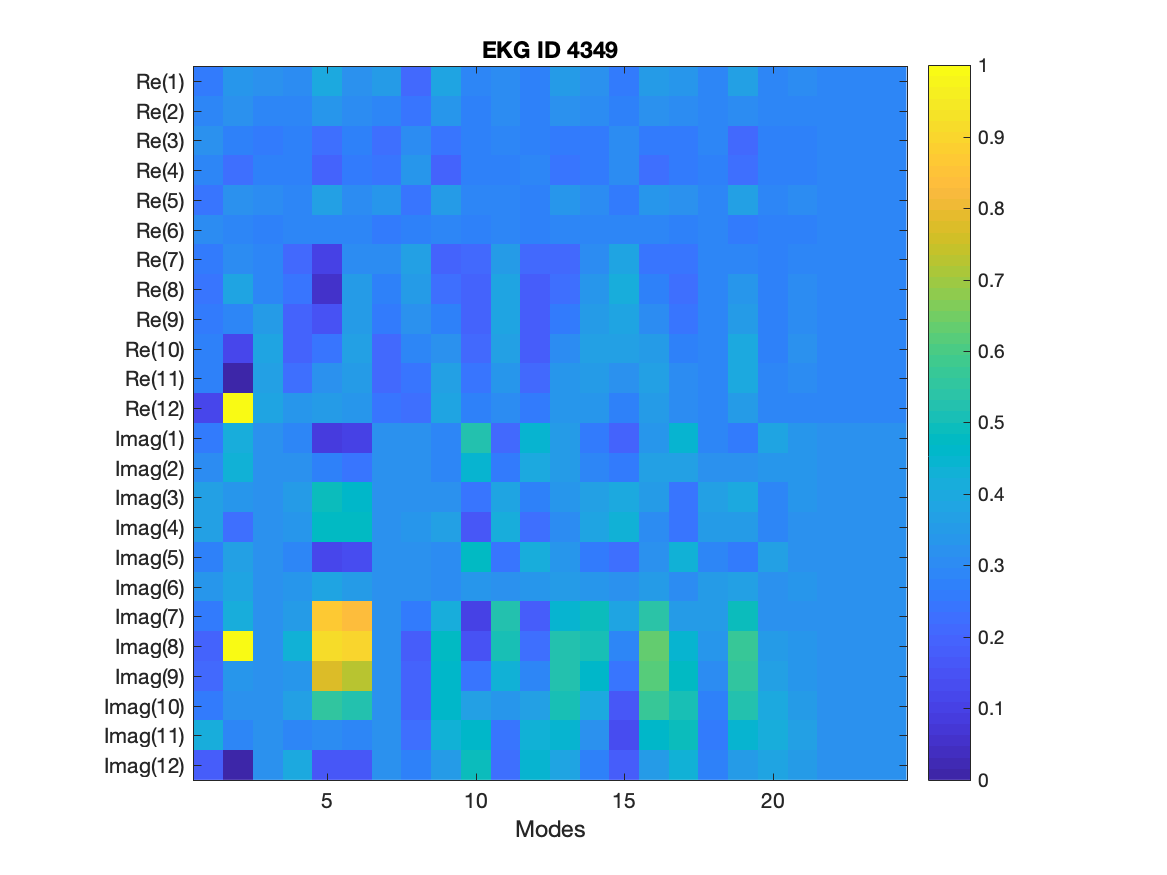 EKG ID 4349
Re(1)
Re(2)
Re(3)
Re(4)
Re(5)
Re(6)
Re(7)
Re(8)
Re(9)
Re(10)
Re(11)
Re(12)
Imag(1)
Imag(2)
Imag(3)
Imag(4)
Imag(5)
Imag(6)
Imag(7)
Imag(8)
Imag(9)
Imag(10)
Imag(11)
Imag(12)
5 10 15 20
Modes
1
0.9
0.8
0.7
0.6
0.5
0.4
0.3
0.2
0.1
0